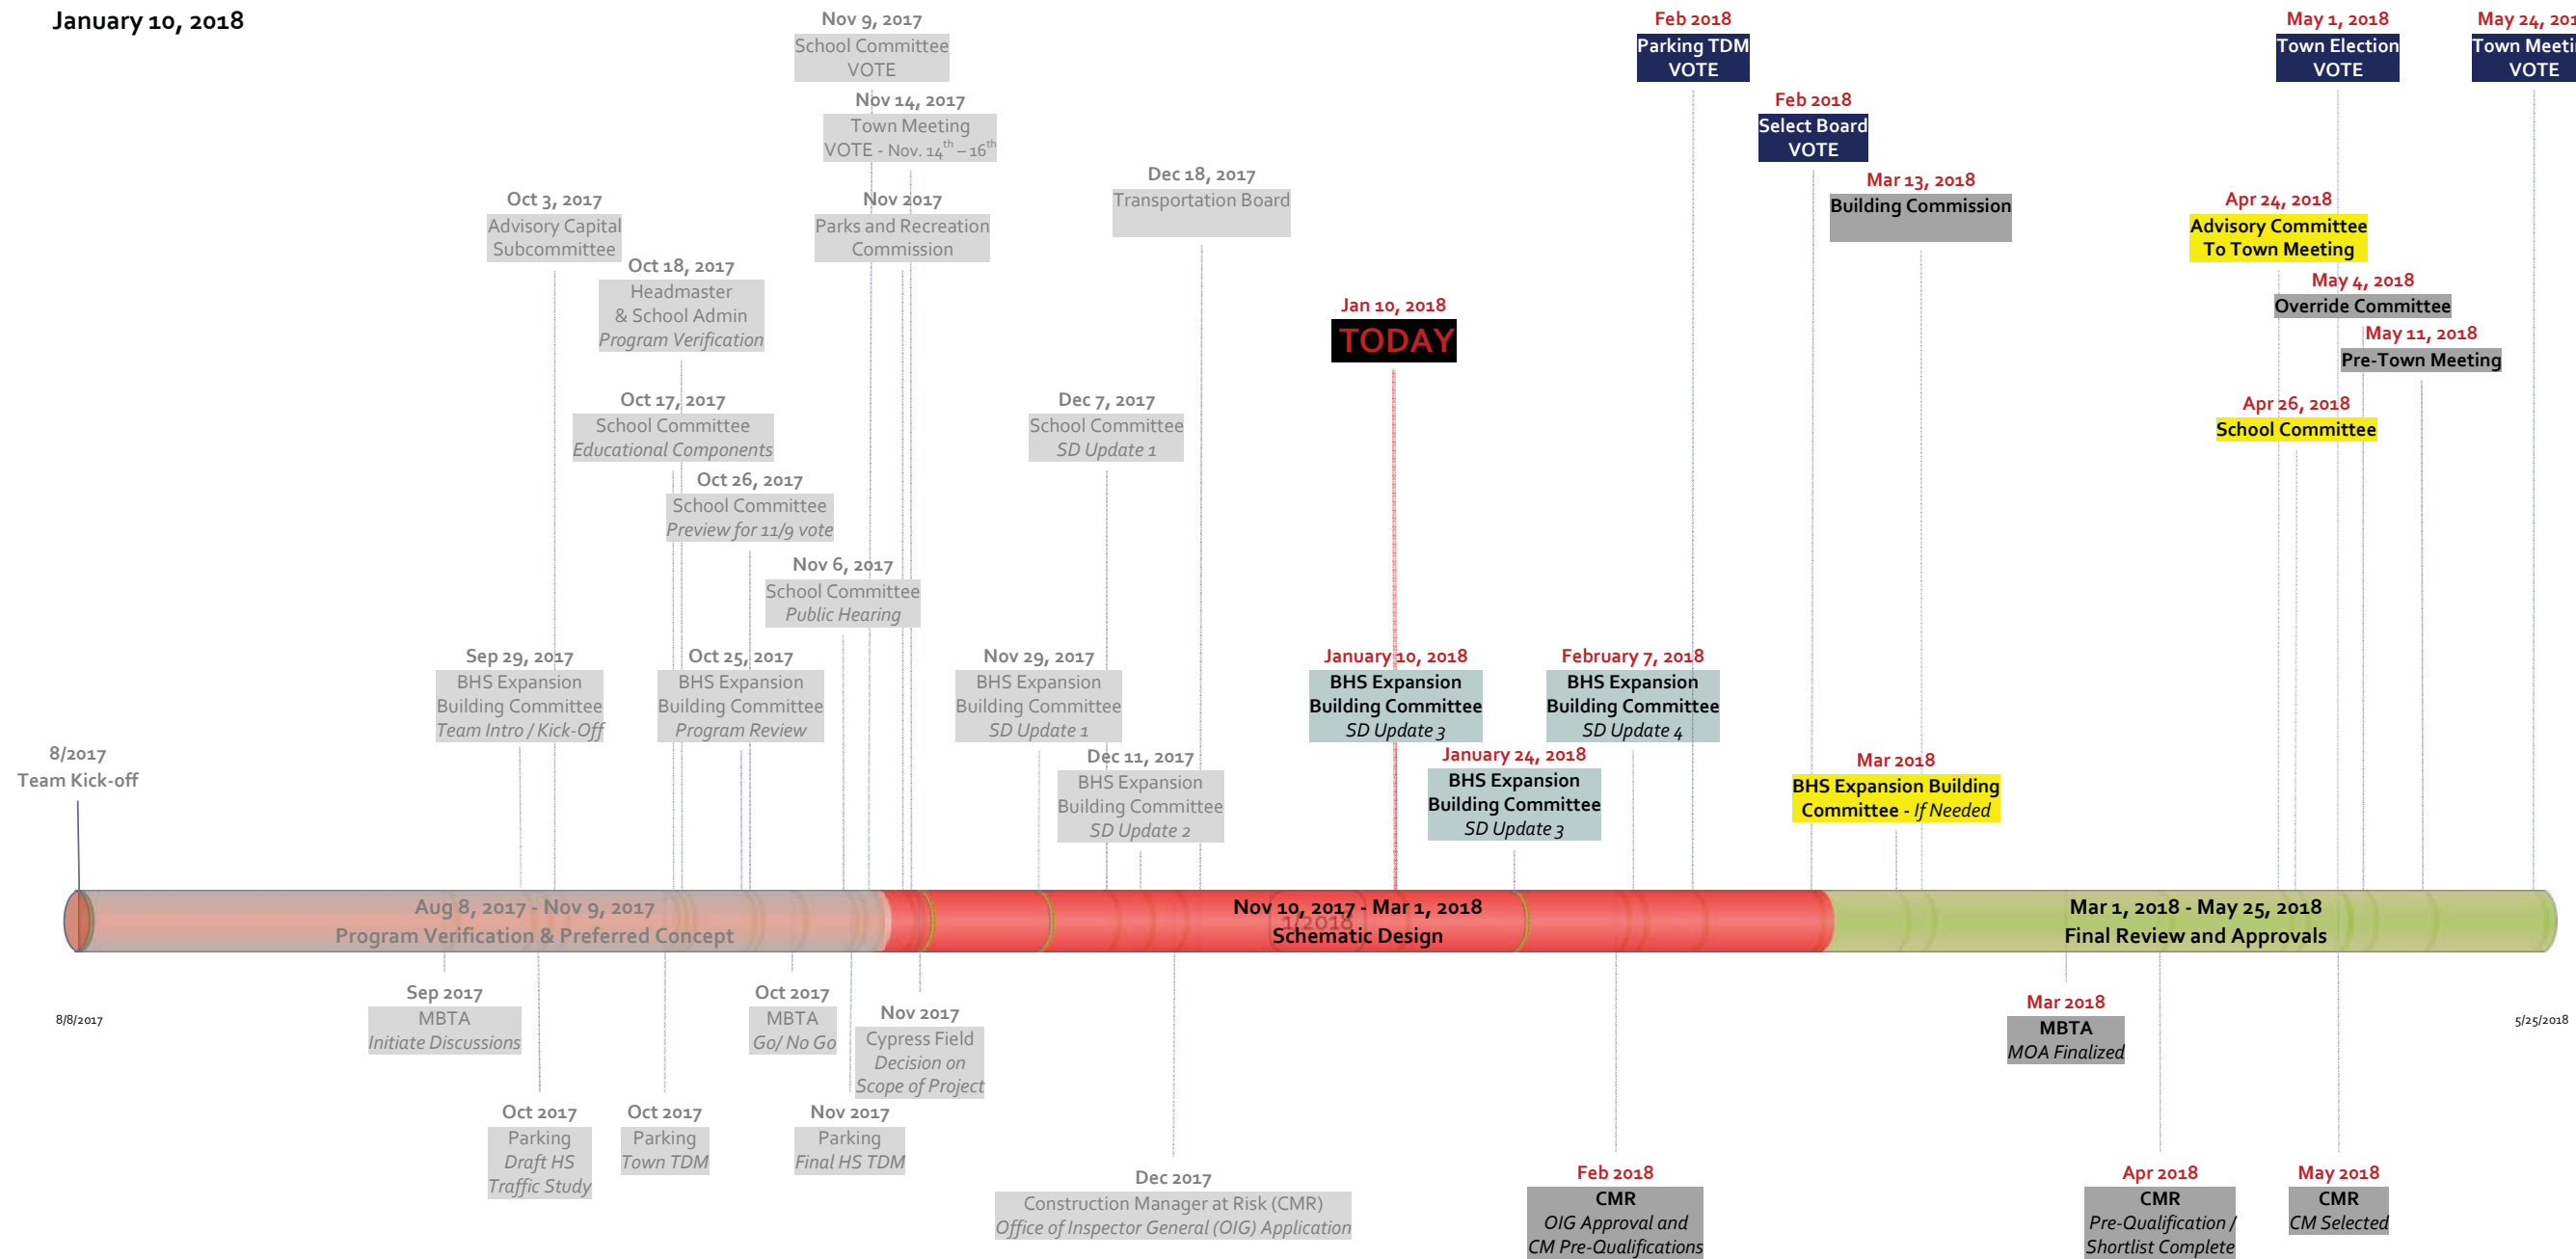 January 10, 2018
Nov 9, 2017
School Committee
VOTE
Nov 14, 2017
Town Meeting
VOTE - Nov. 14th – 16th
Nov 2017
Parks and Recreation
Commission
Oct 3, 2017
Advisory Capital
Subcommittee
Oct 18, 2017
Headmaster
& School Admin
Program Verification
Oct 17, 2017
School Committee
Educational Components
Oct 26, 2017
School Committee
Preview for 11/9 vote
Nov 6, 2017
School Committee
Public Hearing
Sep 29, 2017
BHS Expansion
Building Committee
Team Intro / Kick-Off
Oct 25, 2017
BHS Expansion
Building Committee
Program Review
Nov 29, 2017
BHS Expansion
Building Committee
SD Update 1
Dec 7, 2017
School Committee
SD Update 1
Dec 11, 2017
BHS Expansion
Building Committee
SD Update 2
Dec 18, 2017
Transportation Board
Jan 10, 2018
TODAY
January 10, 2018
BHS Expansion
Building Committee
SD Update 3
January 24, 2018
BHS Expansion
Building Committee
SD Update 3
February 7, 2018
BHS Expansion
Building Committee
SD Update 4
Feb 2018
Parking TDM
VOTE
Feb 2018
Select Board
VOTE
Mar 13, 2018
Building Commission
Mar 2018
BHS Expansion Building
Committee - If Needed
May 1, 2018
Town Election
VOTE
May 24, 201
Town Meeti
VOTE
Apr 24, 2018
Advisory Committee
To Town Meeting
May 4, 2018
Override Committee
May 11, 2018
Pre-Town Meeting
Apr 26, 2018
School Committee
8/2017
Team Kick-off
Aug 8, 2017 - Nov 9, 2017
Program Verification & Preferred Concept
Nov 10, 2017 - Mar 1, 2018
1/2018
Schematic Design
Mar 1, 2018 - May 25, 2018
Final Review and Approvals
8/8/2017
5/25/2018
Sep 2017
MBTA
Initiate Discussions
Oct 2017
MBTA
Go/ No Go
Nov 2017
Cypress Field
Decision on
Scope of Project
Oct 2017
Parking
Draft HS
Traffic Study
Oct 2017
Parking
Town TDM
Nov 2017
Parking
Final HS TDM
Dec 2017
Construction Manager at Risk (CMR)
Office of Inspector General (OIG) Application
Feb 2018
CMR
OIG Approval and
CM Pre-Qualifications
Mar 2018
MBTA
MOA Finalized
Apr 2018
CMR
Pre-Qualification /
Shortlist Complete
May 2018
CMR
CM Selected